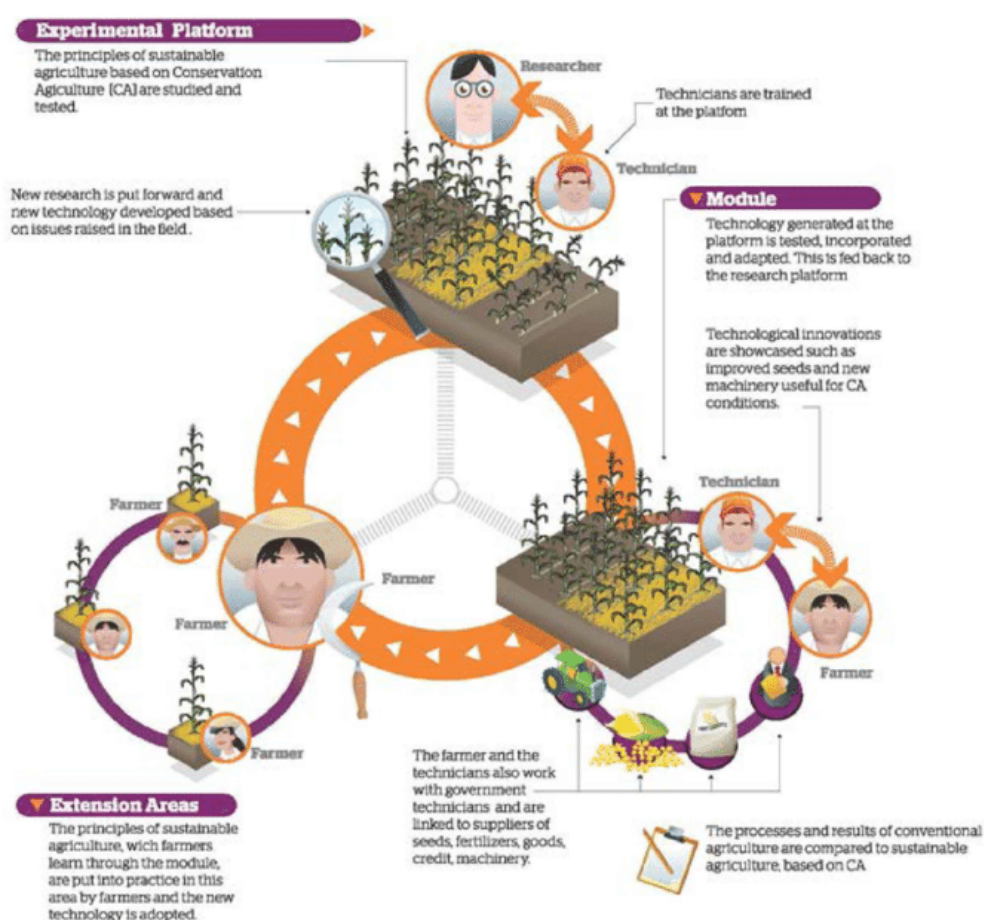 Experimental Platform
The principles of sustainable
agriculture based on Conservation
Agiculture [CA] are studied and
tested.
Researcher
Technicians are trained
at the platfom
Technician
New research is put forward and
new technology developed based
on issues raised in the field.
Module
Technology generated at the
platform is tested, incorporated
and adapted. This is fed back to
the research platform
Technological innovations
are showcased such as
improved seeds and new
machinery useful for CA
conditions.
Technician
Farmer
Farmer
Farmer
Farmer
Farmer
The farmer and the
technicians also work
with government
technicians and are
linked to suppliers of
seeds, fertilizers, goods,
credit, machinery.
Extension Areas
The principles of sustainable
agriculture, wich farmers
learn through the module,
are put into practice in this
area by farmers and the new
technology is adopted.
The processes and results of conventional
agriculture are compared to sustainable
agriculture, based on CA